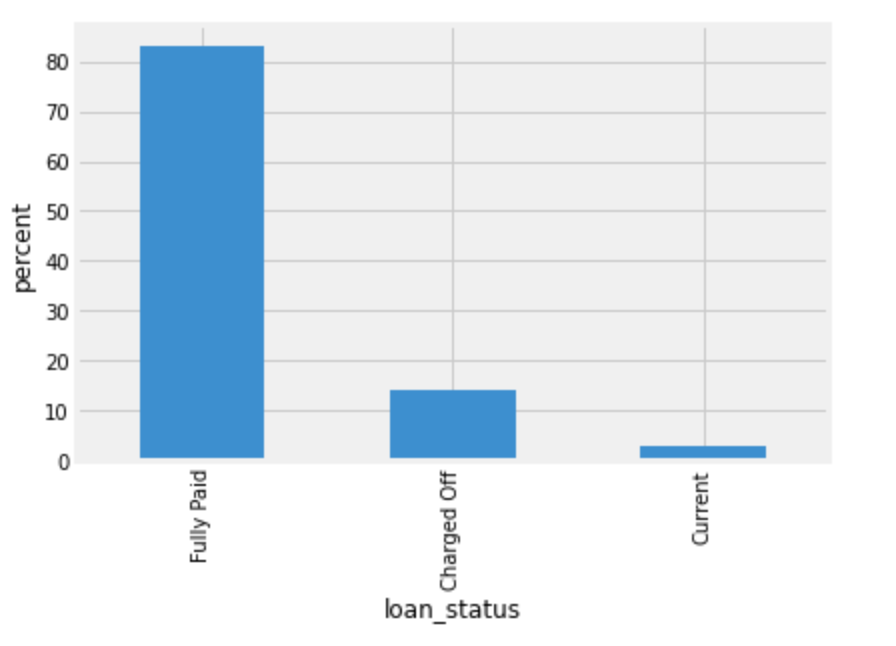 percent
80
70
60
50
40
30
20
10
0
Fully Paid
Charged Off
Current
loan_status